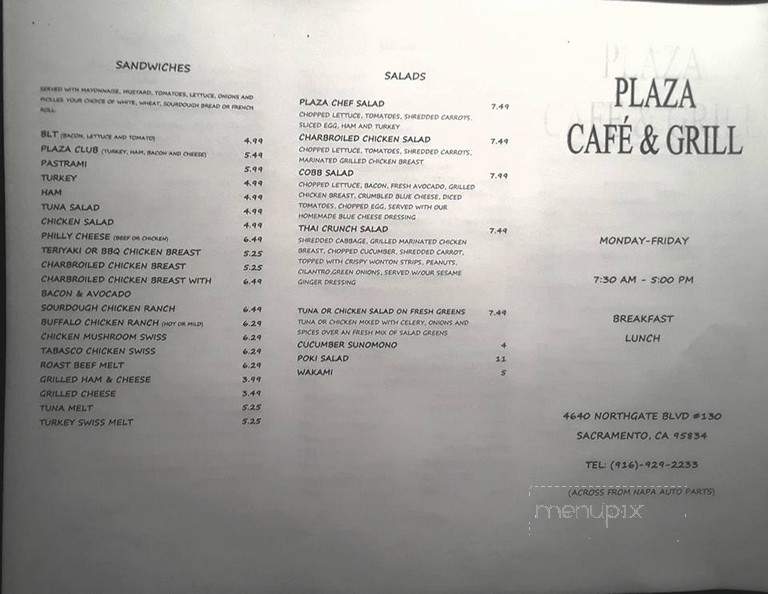 SANDWICHES
SERVED WITH MAYONNAISE, MUSTARD, TOMATOES, LETTUCE, ONIONS AND
PICKLES YOUR CHOICE OF WHITE, WHEAT, SOURDOUGH BREAD OR FRENCH
ROLL
BLT (BACON, LETTUCE AND TOMATO) 4.99
PLAZA CLUB (TURKEY, HAM, BACON AND CHEESE) 5.49
PASTRAMI 5.99
TURKEY 4.99
HAM 4.99
TUNA SALAD 4.99
CHICKEN SALAD 4.99
PHILLY CHEESE (BEEF OR CHICKEN) 6.49
TERIYAKI OR BBQ CHICKEN BREAST 5.25
CHARBROILED CHICKEN BREAST 5.25
CHARBROILED CHICKEN BREAST WITH 6.49
BACON & AVOCADO
SOURDOUGH CHICKEN RANCH 6.49
BUFFALO CHICKEN RANCH (HOT OR MILD) 6.29
CHICKEN MUSHROOM SWISS 6.29
TABASCO CHICKEN SWISS 6.29
ROAST BEEF MELT 6.29
GRILLED HAM & CHEESE 3.99
GRILLED CHEESE 3.49
TUNA MELT 5.25
TURKEY SWISS MELT 5.25
SALADS
PLAZA CHEF SALAD 7.49
CHOPPED LETTUCE, TOMATOES, SHREDDED CARROTS,
SLICED EGG, HAM AND TURKEY
CHARBROILED CHICKEN SALAD 7.49
CHOPPED LETTUCE, TOMATOES, SHREDDED CARROTS,
MARINATED GRILLED CHICKEN BREAST
COBB SALAD 7.99
CHOPPED LETTUCE, BACON, FRESH AVOCADO, GRILLED
CHICKEN BREAST, CRUMBLED BLUE CHEESE, DICED
TOMATOES, CHOPPED EGG, SERVED WITH OUR
HOMEMADE BLUE CHEESE DRESSING
THAI CRUNCH SALAD 7.49
SHREDDED CABBAGE, GRILLED MARINATED CHICKEN
BREAST, CHOPPED CUCUMBER, SHREDDED CARROT,
TOPPED WITH CRISPY WONTON STRIPS, PEANUTS,
CILANTRO,GREEN ONIONS, SERVED W/OUR SESAME
GINGER DRESSING
TUNA OR CHICKEN SALAD ON FRESH GREENS 7.49
TUNA OR CHICKEN MIXED WITH CELERY, ONIONS AND
SPICES OVER AN FRESH MIX OF SALAD GREENS
CUCUMBER SUNOMONO 4
POKI SALAD 11
WAKAMI 5
PLAZA
CAFÉ & GRILL
MONDAY-FRIDAY
7:30 AM - 5:00 PM
BREAKFAST
LUNCH
4640 NORTHGATE BLVD #130
SACRAMENTO, CA 95834
TEL: (916)-929-2233
(ACROSS FROM NAPA AUTO PARTS)
menupix